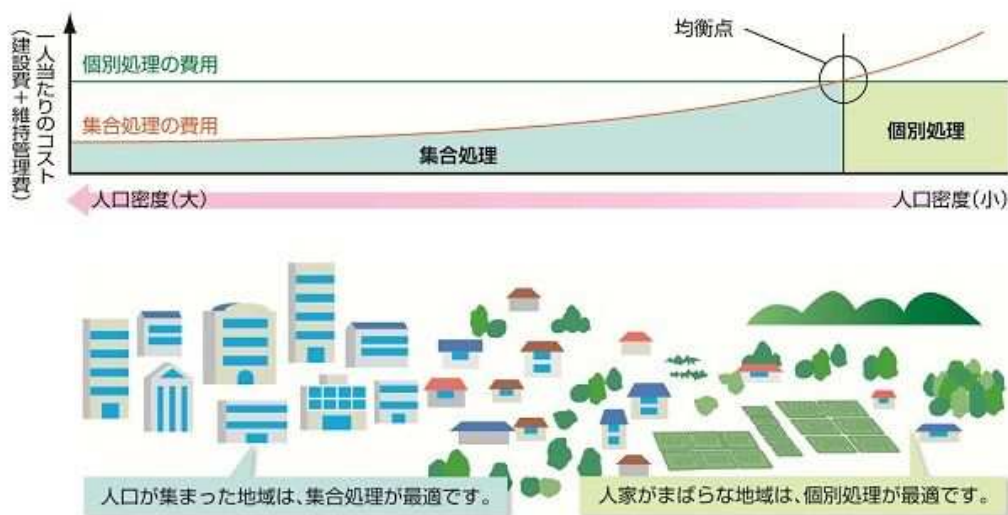 一人当たりのコスト
(建設費＋維持管理費)
均衡点
個別処理の費用
集合処理の費用
集合処理
個別処理
人口密度(大)
人口密度(小)
人口が集まった地域は、集合処理が最適です。
人家がまばらな地域は、個別処理が最適です。